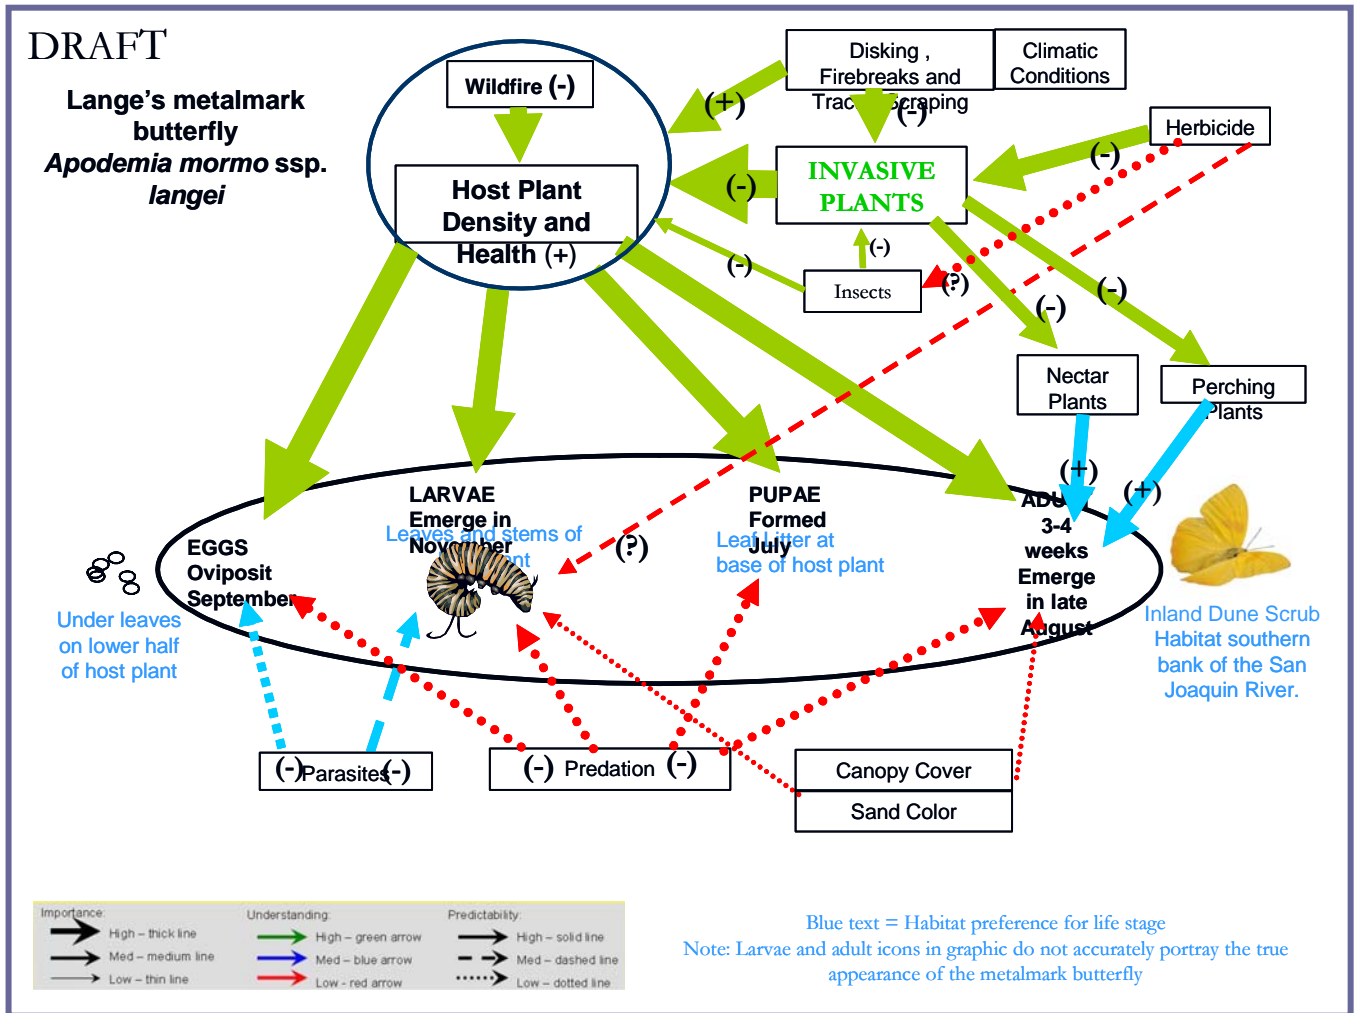 DRAFT
Lange's metalmark
butterfly
Apodemia mormo ssp.
langei
Wildfire (-)
Host Plant
Density and
Health (+)
Disking ,
Firebreaks and
Scraping
Climatic
Conditions
Herbicide
(+)
(-)
(-)
INVASIVE
PLANTS
(-)
(-)
(-)
Insects
(?)
(-)
(-)
Nectar
Plants
Perching
Plants
(+)
(+)
EGGS
Oviposit
September
LARVAE
Emerge in
November
Leaves and stems of
(?)
PUPAE
Formed
July
Leaf Litter at
base of host plant
3-4
weeks
Emerge
in late
August
Under leaves
on lower half
of host plant
Inland Dune Scrub
Habitat southern
bank of the San
Joaquin River.
(-) Parasites (-)
(-) Predation (-)
Canopy Cover
Sand Color
Importance:
High – thick line
Med – medium line
Low – thin line
Understanding:
High – green arrow
Med – blue arrow
Low - red arrow
Predictability:
High – solid line
Med – dashed line
Low – dotted line
Blue text = Habitat preference for life stage
Note: Larvae and adult icons in graphic do not accurately portray the true
appearance of the metalmark butterfly